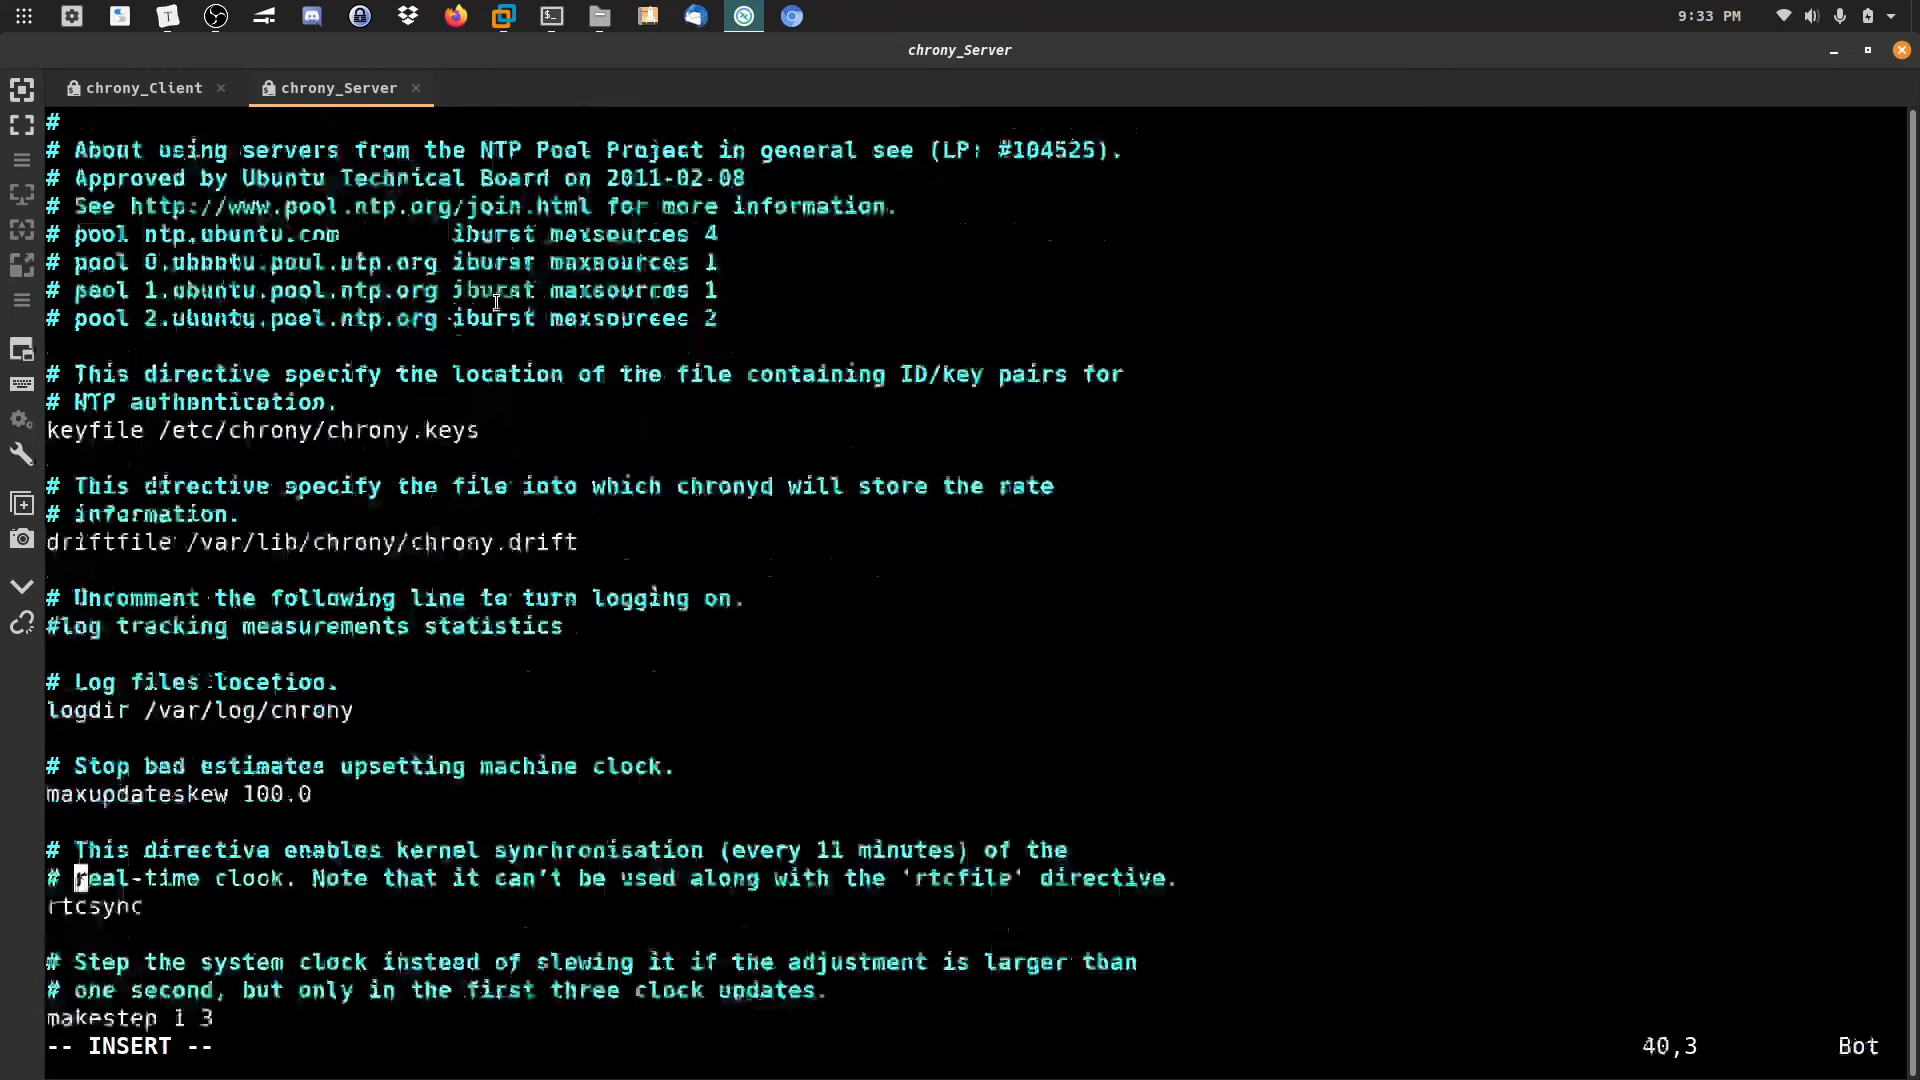 9:33 PM
chrony_Server
chrony_Client ×
chrony_Server ×
#
# About using servers from the NTP Pool Project in general see (LP: #104525).
# Approved by Ubuntu Technical Board on 2011-02-08
# See http://www.pool.ntp.org/join.html for more information.
# pool ntp.ubuntu.com iburst maxsources 4
# pool 0.ubuntu.pool.ntp.org iburst maxsources 1
# pool 1.ubuntu.pool.ntp.org iburst maxsources 1
# pool 2.ubuntu.pool.ntp.org iburst maxsources 2
# This directive specify the location of the file containing ID/key pairs for
# NTP authentication.
keyfile /etc/chrony/chrony.keys
# This directive specify the file into which chronyd will store the rate
# information.
driftfile /var/lib/chrony/chrony.drift
# Uncomment the following line to turn logging on.
#log tracking measurements statistics
# Log files location.
logdir /var/log/chrony
# Stop bad estimates upsetting machine clock.
maxupdateskew 100.0
# This directive enables kernel synchronisation (every 11 minutes) of the
# real-time clock. Note that it can't be used along with the 'rtcfile' directive.
rtcsync
# Step the system clock instead of slewing it if the adjustment is larger than
# one second, but only in the first three clock updates.
makestep 1 3
-- INSERT -- 40,3 Bot